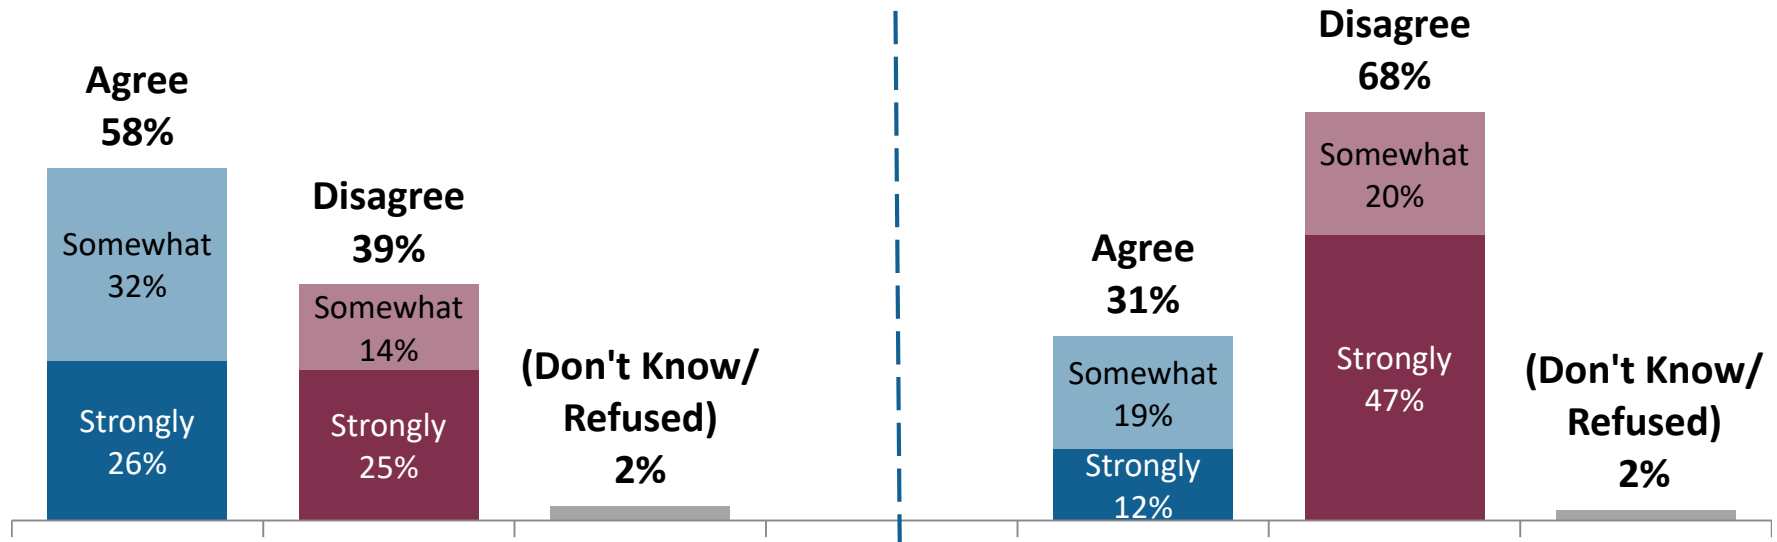 Agree
58%
Somewhat
32%
Strongly
26%
Disagree
39%
Somewhat
14%
Strongly
25%
(Don't Know/
Refused)
2%
Agree
31%
Somewhat
19%
Strongly
12%
Disagree
68%
Somewhat
20%
Strongly
47%
(Don't Know/
Refused)
2%